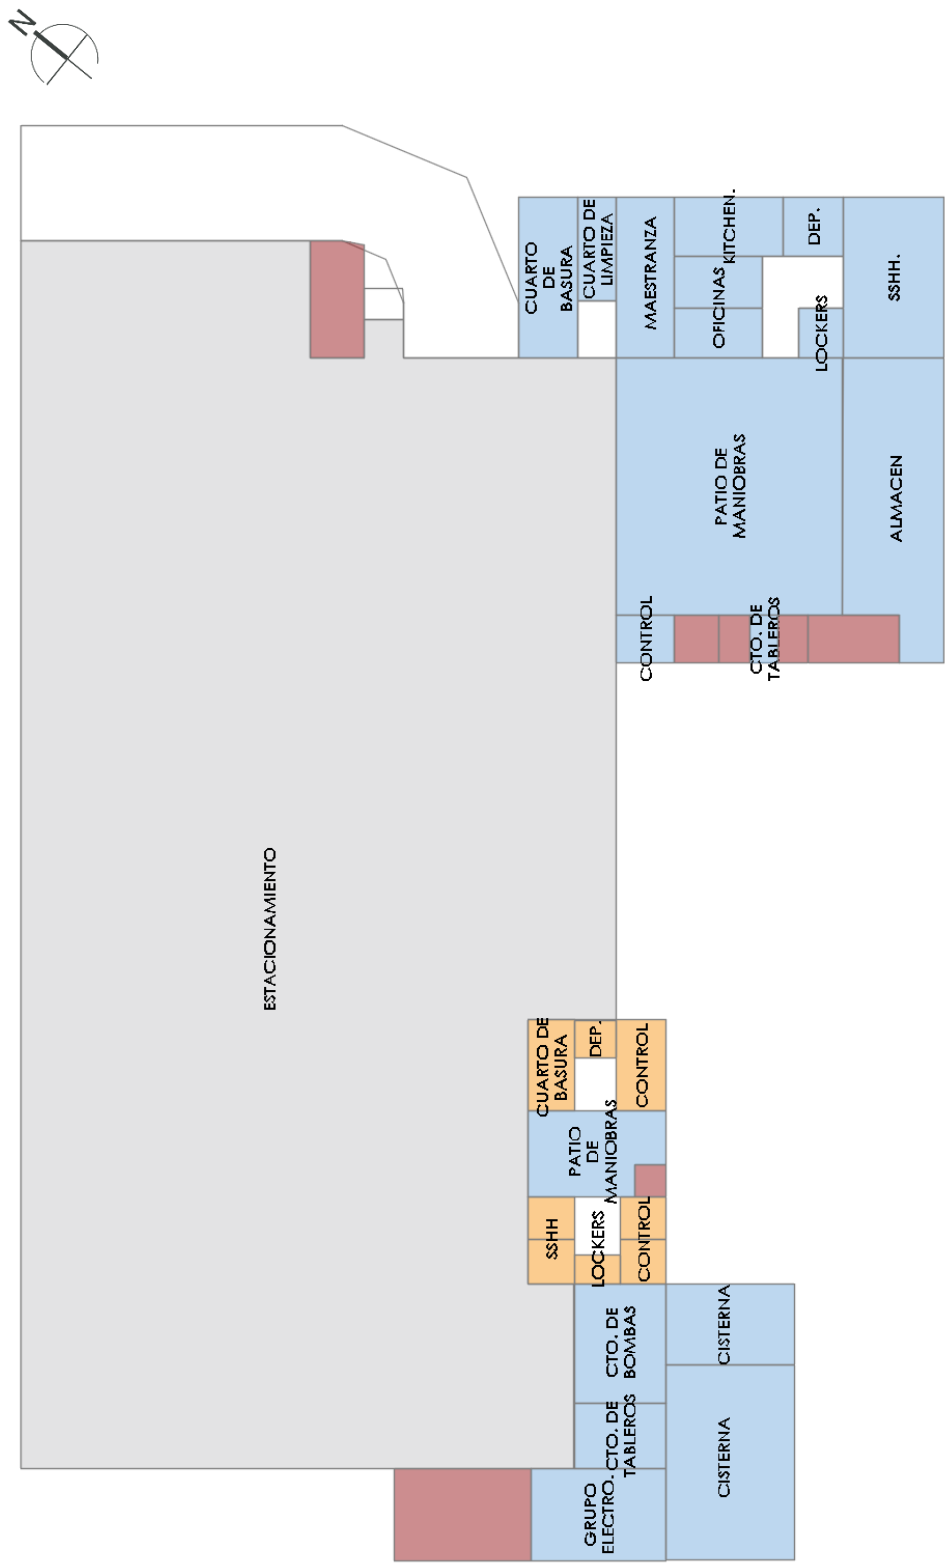 N
CUARTO
DE
BASURA
CUARTO DE
LIMPIEZA
MAESTRANZA
OFICINAS
KITCHEN.
DEP.
LOCKERS
SSHH.
PATIO DE
MANIOBRAS
ALMACEN
CONTROL
CTO. DE
TABLEROS
ESTACIONAMIENTO
CUARTO DE
BASURA
DEP.
CONTROL
PATIO
DE
MANIOBRAS
SSHH
LOCKERS
CONTROL
CTO. DE
BOMBAS
CISTERNA
CTO. DE
TABLEROS
CISTERNA
GRUPO
ELECTRO.